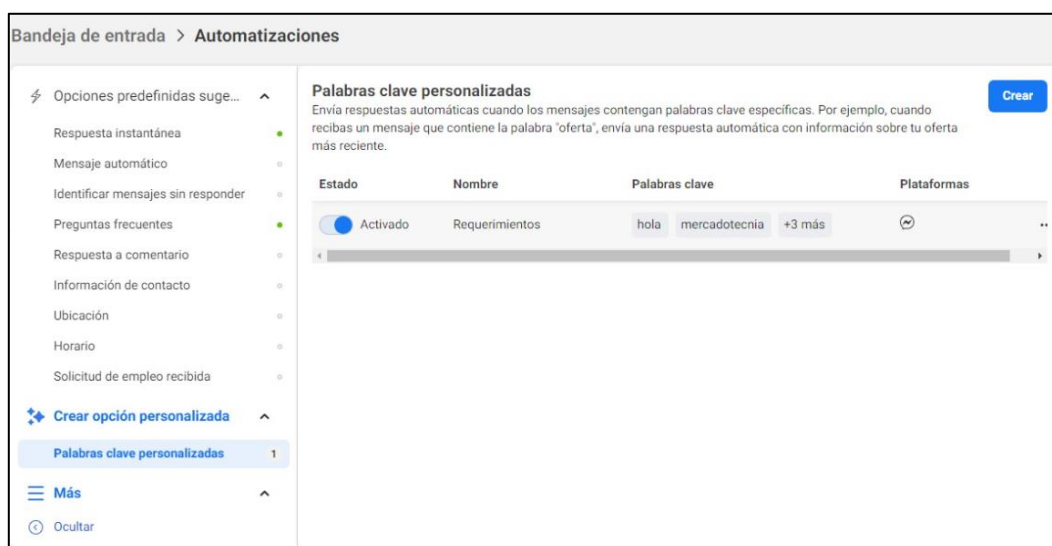 Bandeja de entrada > Automatizaciones
Opciones predefinidas suge...
Respuesta instantánea
Mensaje automático
Identificar mensajes sin responder
Preguntas frecuentes
Respuesta a comentario
Información de contacto
Ubicación
Horario
Solicitud de empleo recibida
Crear opción personalizada
Palabras clave personalizadas 1
Más
Ocultar
Palabras clave personalizadas
Crear
Envía respuestas automáticas cuando los mensajes contengan palabras clave específicas. Por ejemplo, cuando
recibas un mensaje que contiene la palabra "oferta", envía una respuesta automática con información sobre tu oferta
más reciente.
Estado Nombre Palabras clave Plataformas
Activado Requerimientos hola mercadotecnia +3 más